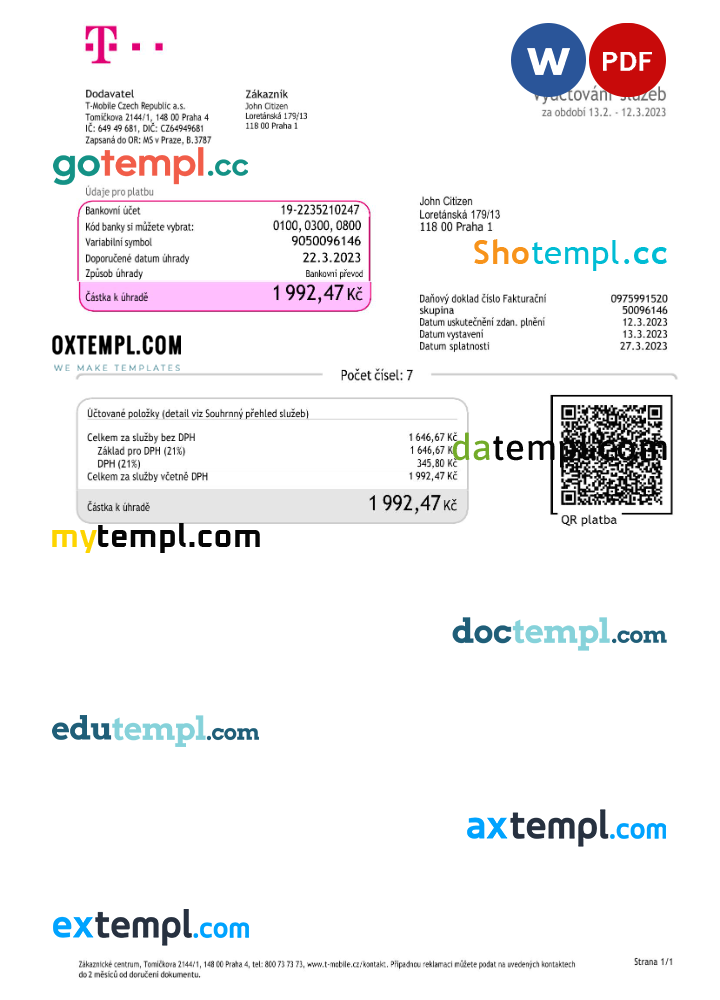 T
W
PDF
Vyúčtování služeb
za období 13.2. - 12.3.2023
Dodavatel
T-Mobile Czech Republic a.s.
Tomíčkova 2144/1, 148 00 Praha 4
IČ: 649 49 681, DIČ: CZ64949681
Zapsaná do OR: MS v Praze, B.3787
Zákazník
John Citizen
Loretánská 179/13
118 00 Praha 1
gotempl.cc
Údaje pro platbu
Bankovní účet 19-2235210247
Kód banky si můžete vybrat: 0100, 0300, 0800
Variabilní symbol 9050096146
Doporučené datum úhrady 22.3.2023
Způsob úhrady Bankovní převod
Částka k úhradě 1 992,47 Kč
John Citizen
Loretánská 179/13
118 00 Praha 1
Shotempl.cc
Daňový doklad číslo Fakturační 0975991520
skupina 50096146
Datum uskutečnění zdan. plnění 12.3.2023
Datum vystavení 13.3.2023
Datum splatnosti 27.3.2023
OXTEMPL.COM
WE MAKE TEMPLATES
Počet čísel: 7
Účtované položky (detail viz Souhrnný přehled služeb)
Celkem za služby bez DPH 1 646,67 Kč
Základ pro DPH (21%) 1 646,67 Kč
DPH (21%) 345,80 Kč
Celkem za služby včetně DPH 1 992,47 Kč
Částka k úhradě 1 992,47 Kč
datempl.com
QR platba
mytempl.com
doctempl.com
edutempl.com
axtempl.com
extempl.com
Zákaznické centrum, Tomíčkova 2144/1, 148 00 Praha 4, tel: 800 73 73 73, www.t-mobile.cz/kontakt. Případnou reklamaci můžete podat na uvedených kontaktech
do 2 měsíců od doručení dokumentu.
Strana 1/1